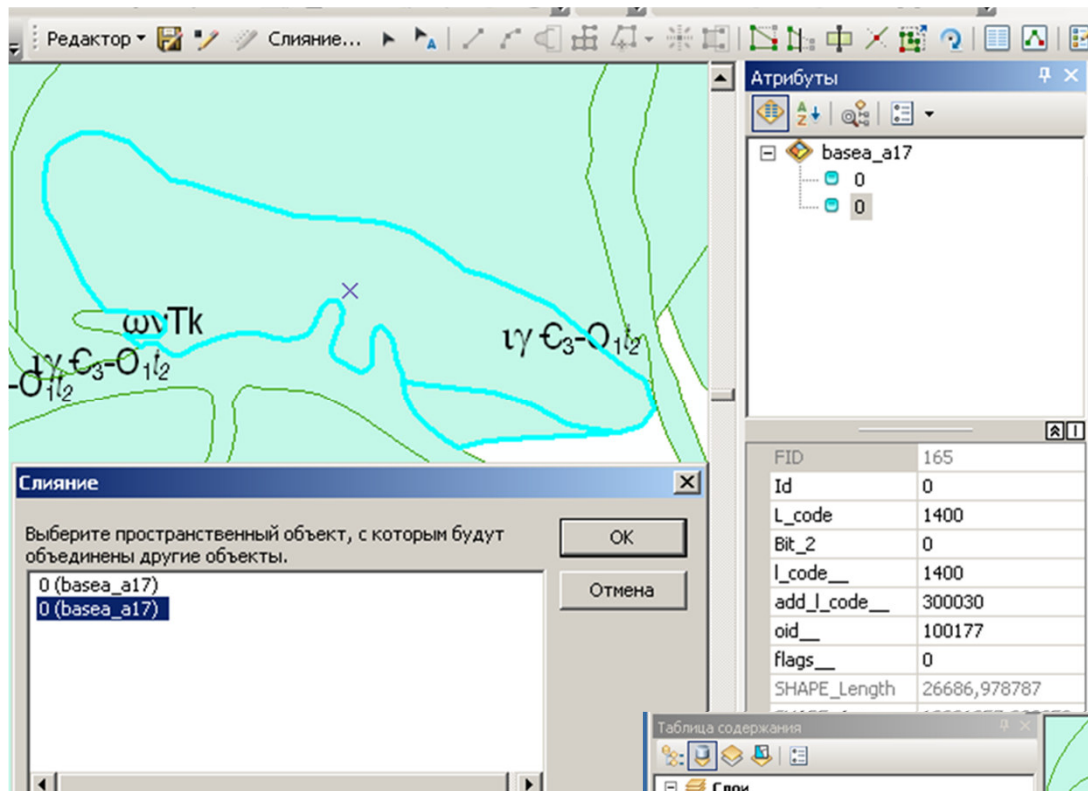 Редактор Слияние...
Атрибуты
basea_a17
0
0
ωνTk
ιγ Є₃-O₁l₂
ιγ Є₃-O₁l₂
-O₁l₂
FID 165
Id 0
L_code 1400
Bit_2 0
l_code__ 1400
add_l_code__ 300030
oid__ 100177
flags__ 0
SHAPE_Length 26686,978787
Слияние
Выберите пространственный объект, с которым будут
объединены другие объекты.
0 (basea_a17)
0 (basea_a17)
OK
Отмена
Таблица содержания
Слои